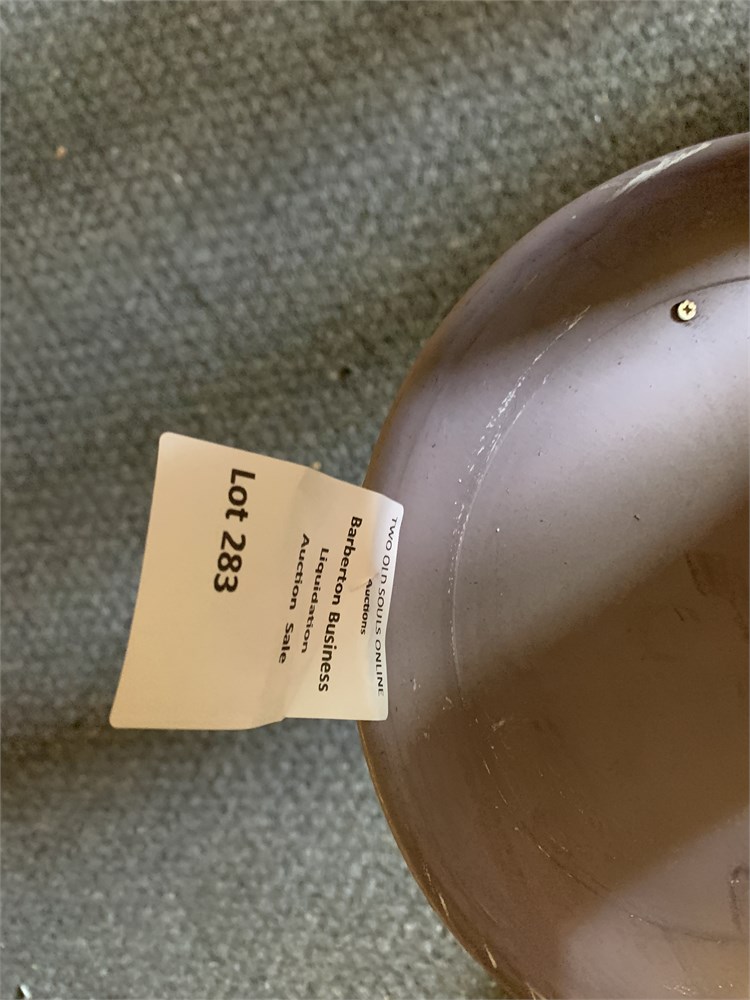 TWO OLD SOULS ONLINE
Auctions
Barberton Business
Liquidation
Auction Sale
Lot 283